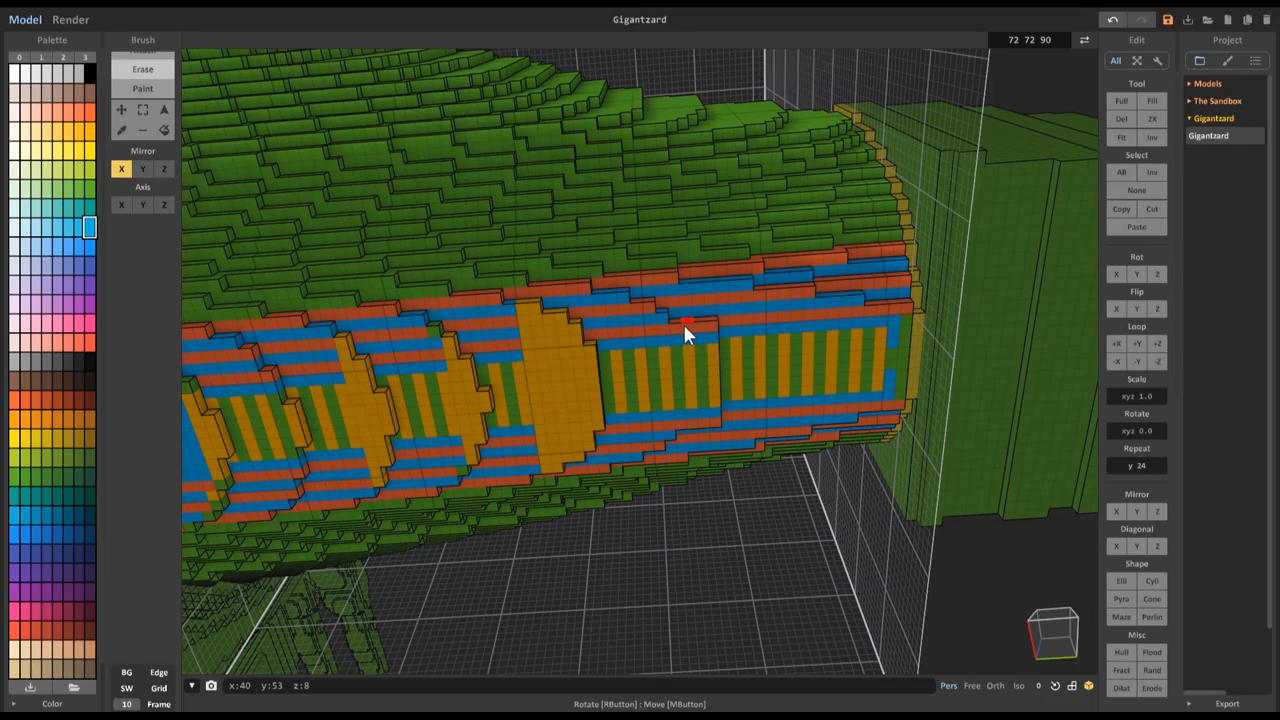 Model Render
Gigantzard
Palette
Brush
72 72 90
Edit
Project
0 1 2 3
Erase
Paint
Mirror
X Y Z
Axis
X Y Z
All
Tool
Full Fill
Del 2X
Fit Inv
Select
All Inv
None
Copy Cut
Paste
Rot
X Y Z
Flip
X Y Z
Loop
+X +Y +Z
-X -Y -Z
Scale
xyz 1.0
Rotate
xyz 0.0
Repeat
y 24
Mirror
X Y Z
Diagonal
X Y Z
Shape
Elli Cyli
Pyra Cone
Maze Perlin
Misc
Hull Flood
Fract Rand
Dilat Erode
Models
The Sandbox
Gigantzard
Gigantzard
BG Edge
SW Grid
10 Frame
x:40 y:53 z:8
Pers Free Orth Iso 0
Color
Rotate [RButton] : Move [MButton]
Export